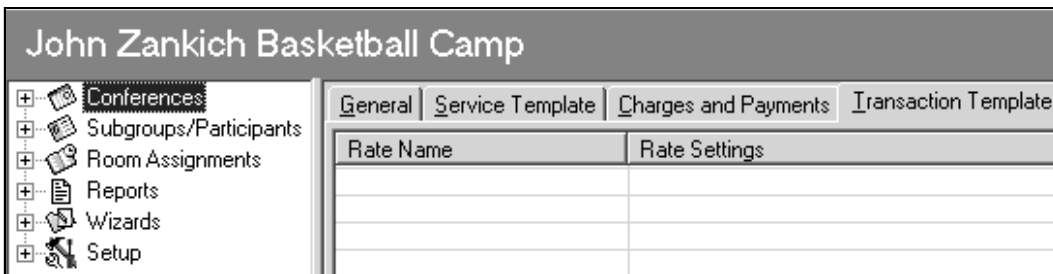 John Zankich Basketball Camp
Conferences
Subgroups/Participants
Room Assignments
Reports
Wizards
Setup
General Service Template Charges and Payments Transaction Template
Rate Name Rate Settings